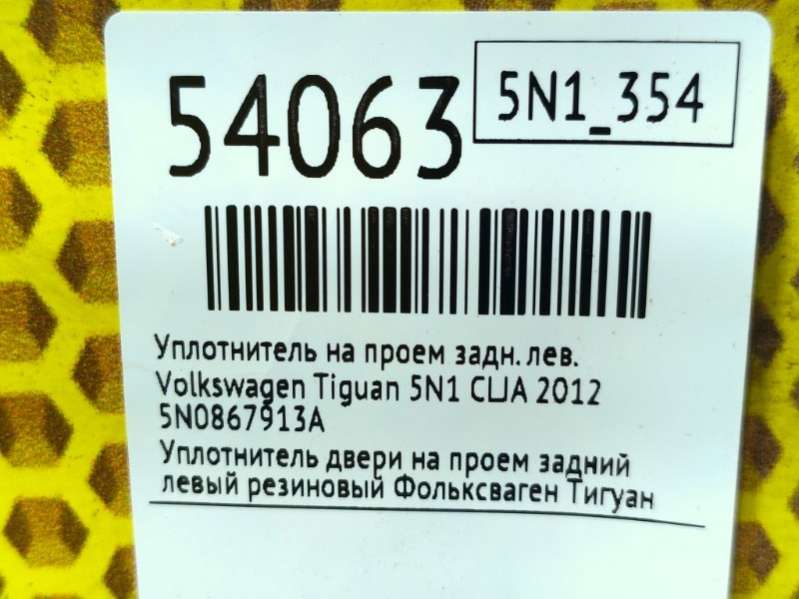 54063
5N1_354
Уплотнитель на проем задн. лев.
Volkswagen Tiguan 5N1 CLJA 2012
5N0867913A
Уплотнитель двери на проем задний
левый резиновый Фольксваген Тигуан